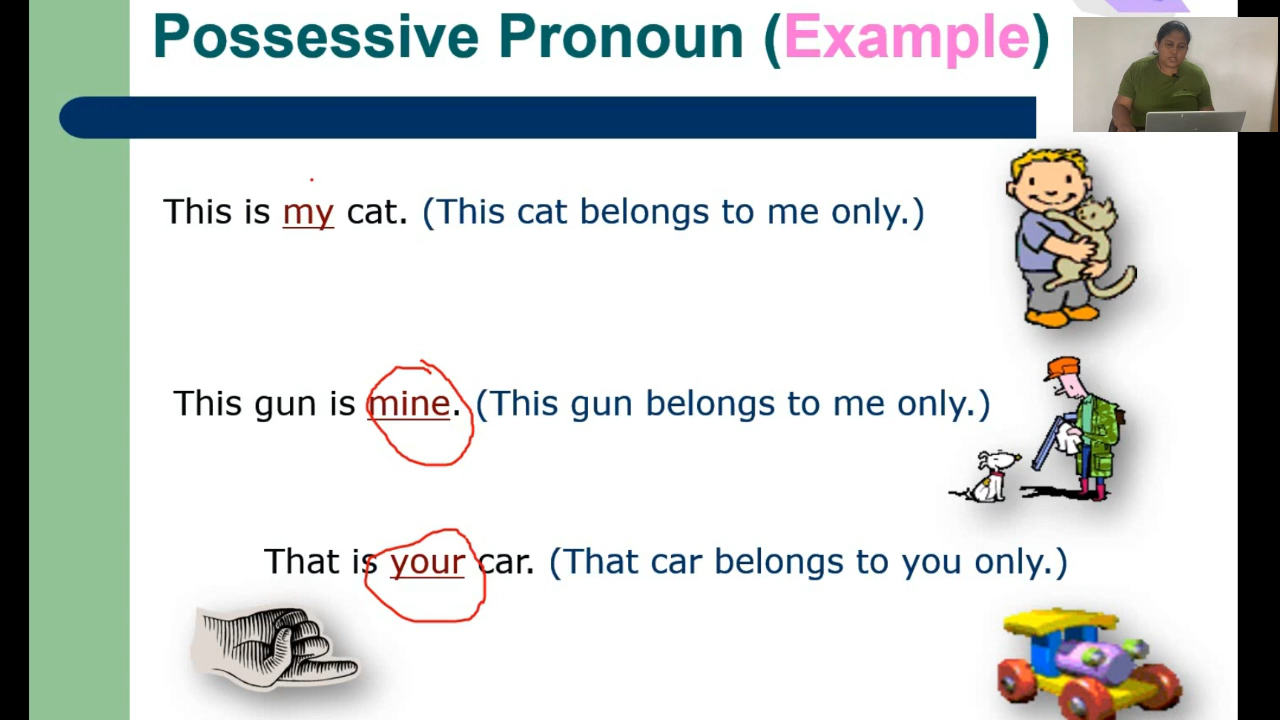 Possessive Pronoun (Example)
This is my cat. (This cat belongs to me only.)
This gun is mine. (This gun belongs to me only.)
That is your car. (That car belongs to you only.)